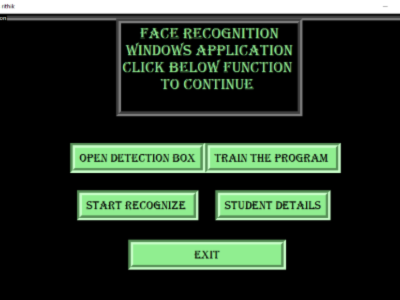 FACE RECOGNITION
WINDOWS APPLICATION
CLICK BELOW FUNCTION
TO CONTINUE
OPEN DETECTION BOX TRAIN THE PROGRAM
START RECOGNIZE STUDENT DETAILS
EXIT